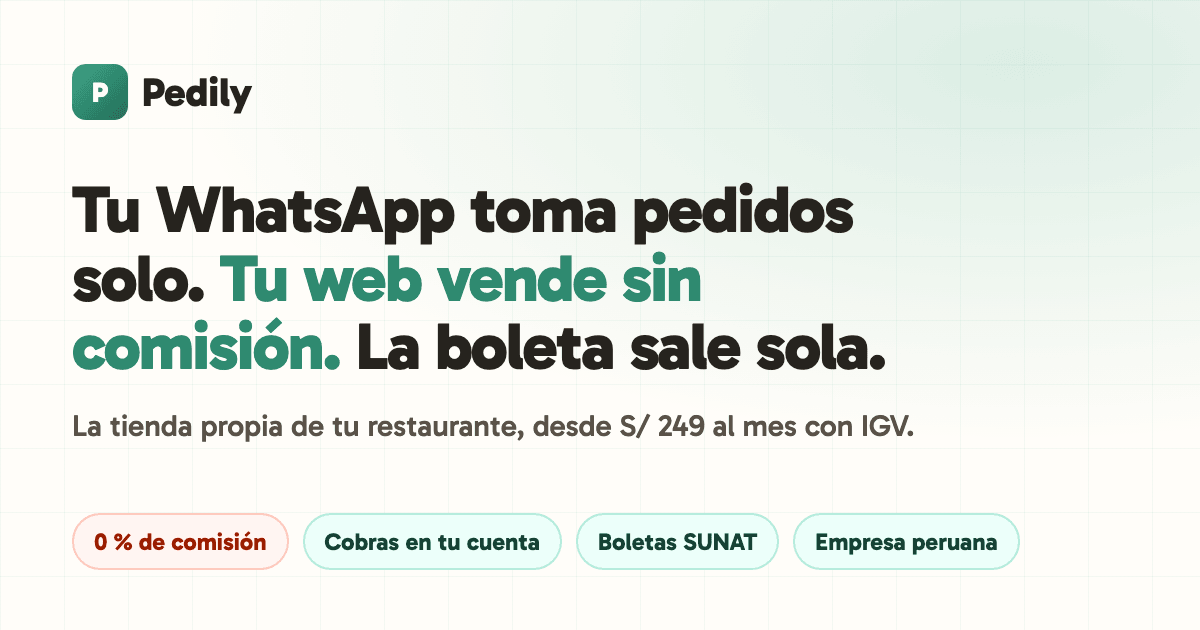 P
Pedily
Tu WhatsApp toma pedidos
solo. Tu web vende sin
comisión. La boleta sale sola.
La tienda propia de tu restaurante, desde S/ 249 al mes con IGV.
0 % de comisión
Cobras en tu cuenta
Boletas SUNAT
Empresa peruana